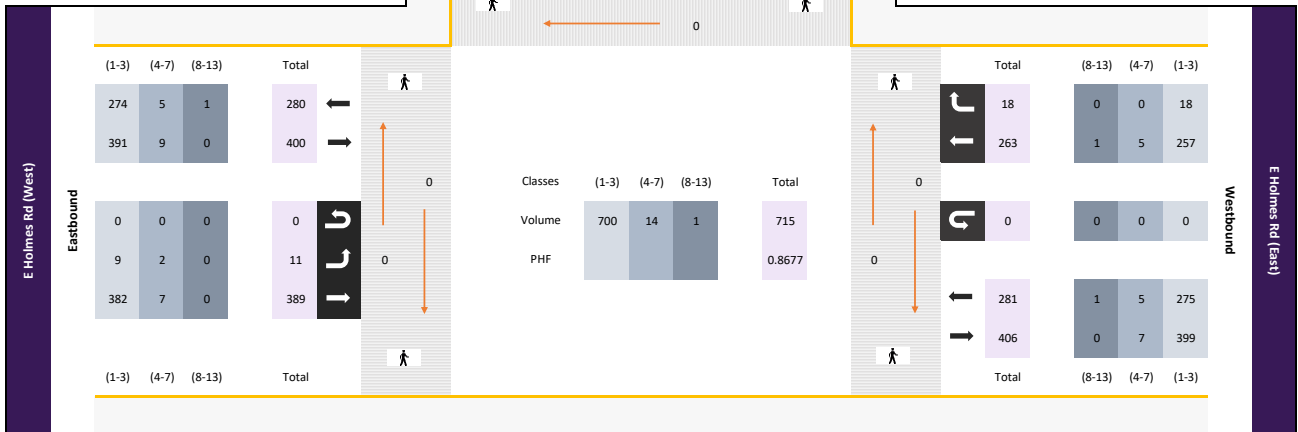 0
(1-3) (4-7) (8-13) Total
274 5 1 280
391 9 0 400
0 0 0 0
9 2 0 11
382 7 0 389
(1-3) (4-7) (8-13) Total
E Holmes Rd (West)
Eastbound
0
0
Classes (1-3) (4-7) (8-13) Total
Volume 700 14 1 715
PHF 0.8677
0
0
Total (8-13) (4-7) (1-3)
18 0 0 18
263 1 5 257
0 0 0 0
281 1 5 275
406 0 7 399
Total (8-13) (4-7) (1-3)
Westbound
E Holmes Rd (East)